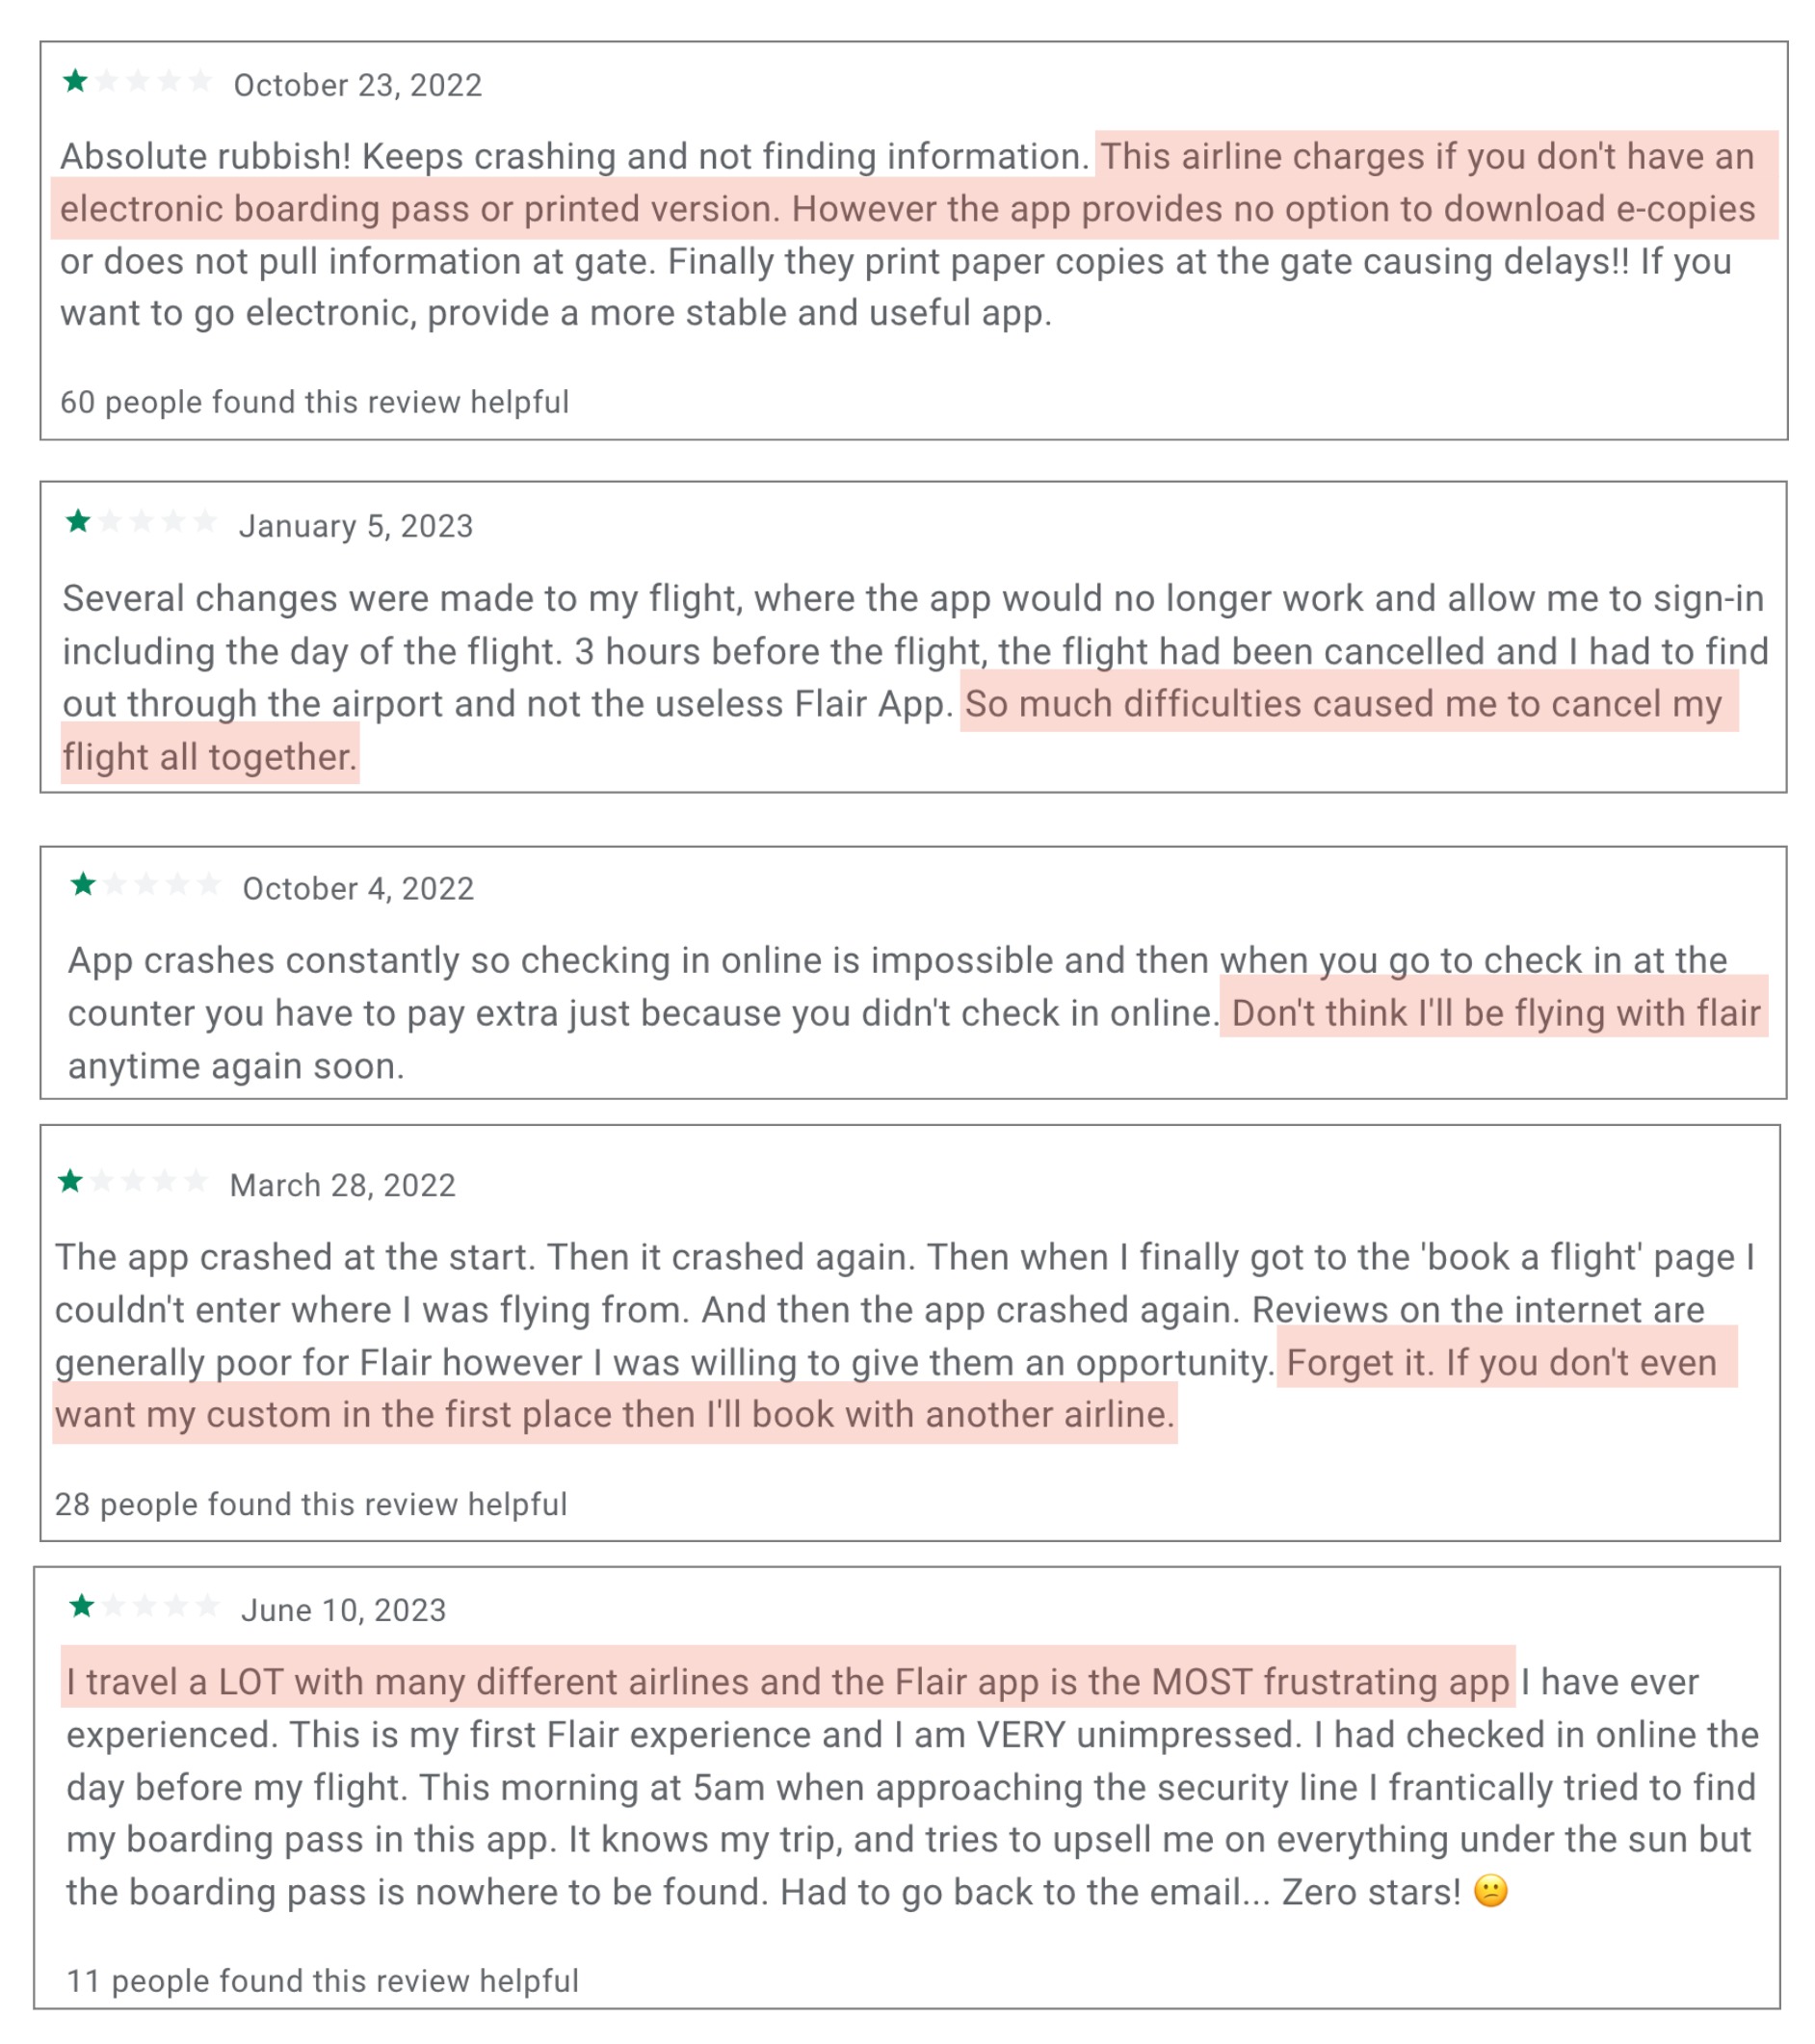 October 23, 2022
Absolute rubbish! Keeps crashing and not finding information. This airline charges if you don't have an
electronic boarding pass or printed version. However the app provides no option to download e-copies
or does not pull information at gate. Finally they print paper copies at the gate causing delays!! If you
want to go electronic, provide a more stable and useful app.
60 people found this review helpful
January 5, 2023
Several changes were made to my flight, where the app would no longer work and allow me to sign-in
including the day of the flight. 3 hours before the flight, the flight had been cancelled and I had to find
out through the airport and not the useless Flair App. So much difficulties caused me to cancel my
flight all together.
October 4, 2022
App crashes constantly so checking in online is impossible and then when you go to check in at the
counter you have to pay extra just because you didn't check in online. Don't think I'll be flying with flair
anytime again soon.
March 28, 2022
The app crashed at the start. Then it crashed again. Then when I finally got to the 'book a flight' page I
couldn't enter where I was flying from. And then the app crashed again. Reviews on the internet are
generally poor for Flair however I was willing to give them an opportunity. Forget it. If you don't even
want my custom in the first place then I'll book with another airline.
28 people found this review helpful
June 10, 2023
I travel a LOT with many different airlines and the Flair app is the MOST frustrating app I have ever
experienced. This is my first Flair experience and I am VERY unimpressed. I had checked in online the
day before my flight. This morning at 5am when approaching the security line I frantically tried to find
my boarding pass in this app. It knows my trip, and tries to upsell me on everything under the sun but
the boarding pass is nowhere to be found. Had to go back to the email... Zero stars! 😕
11 people found this review helpful